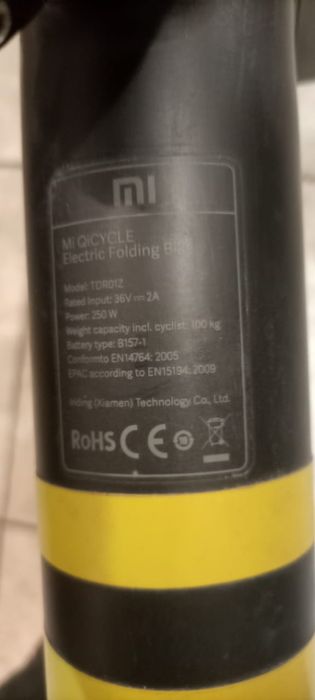 mi
Mi QiCYCLE
Electric Folding
Model: TDR01Z
Rated Input: 36V⎓2A
Power: 250 W
Weight capacity incl. cyclist: 100 kg
Battery type: B157-1
Conformto EN14764: 2005
EPAC according to EN15194: 2009
(Xiamen) Technology Co., Ltd.
RoHS CE